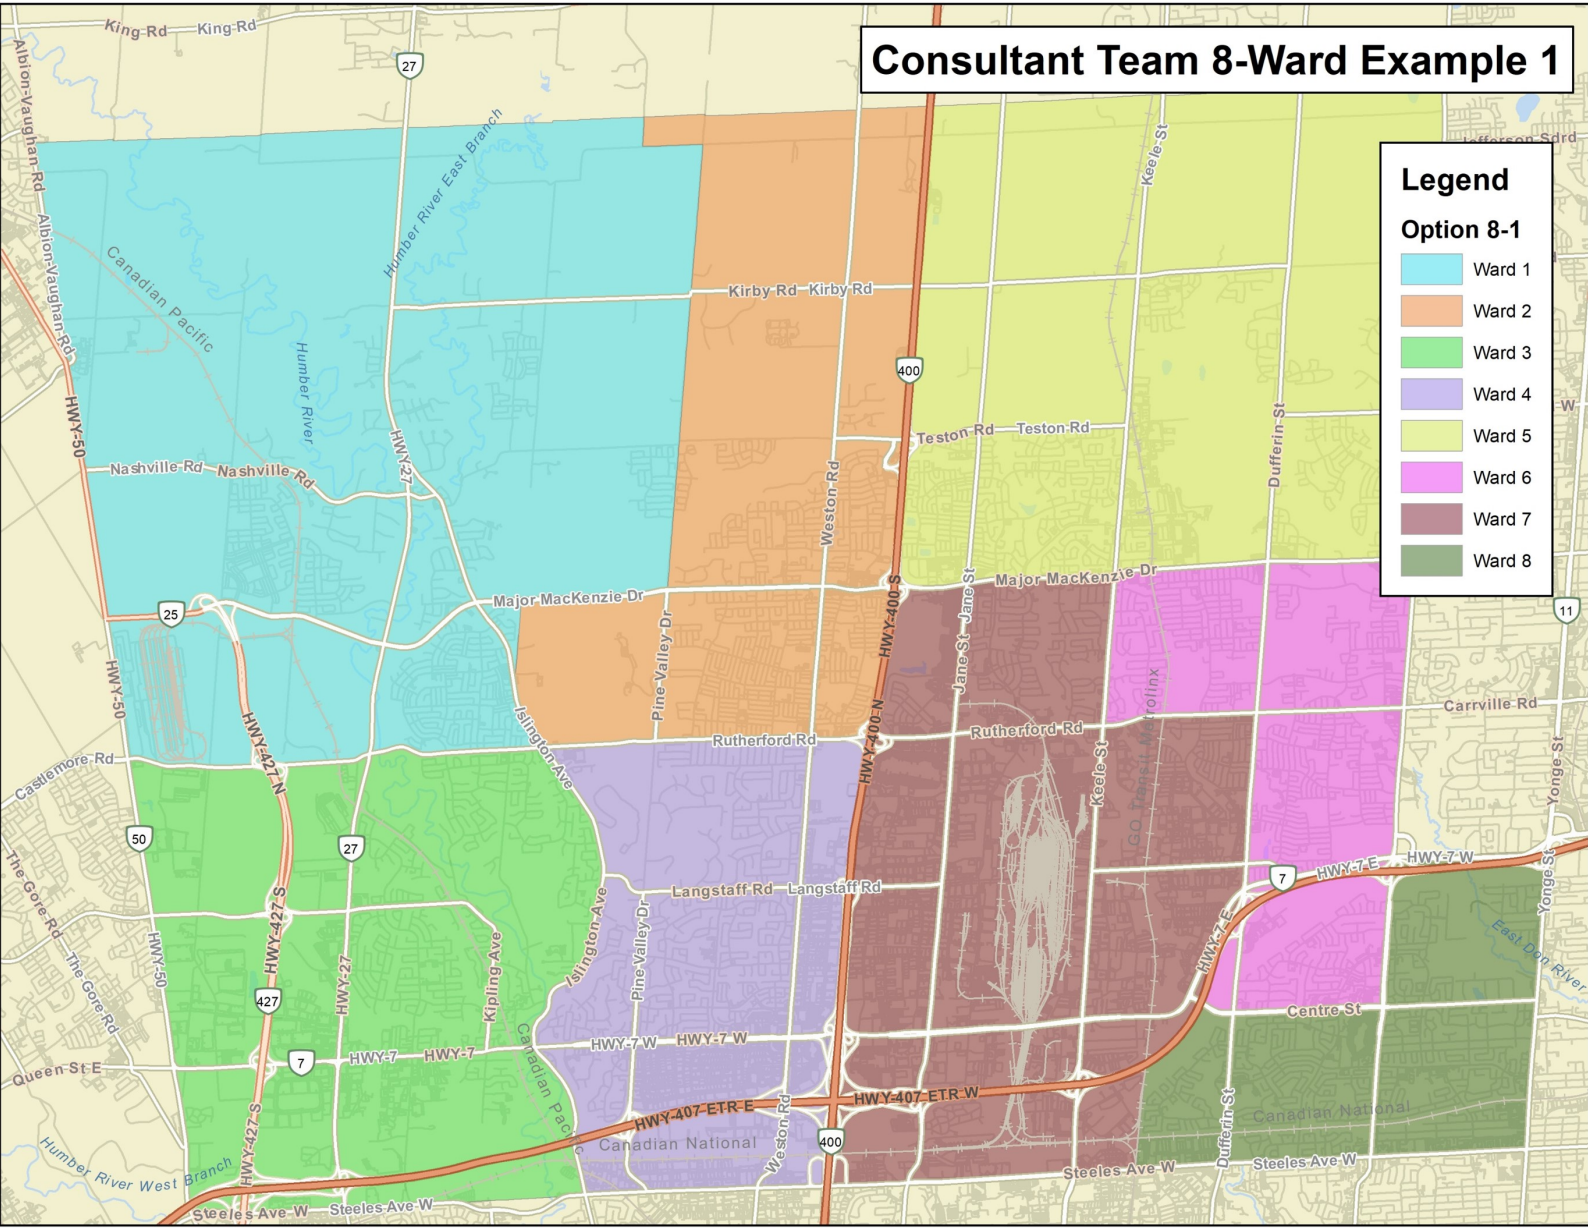 King Rd
King Rd
Consultant Team 8-Ward Example 1
27
Albion-Vaughan-Rd
Humber River East Branch
Keele-St
Jefferson-Sdrd
Legend
Option 8-1
Ward 1
Ward 2
Ward 3
Ward 4
Ward 5
Ward 6
Ward 7
Ward 8
Albion-Vaughan-Rd
Canadian Pacific
Kirby Rd
Kirby Rd
Humber River
400
HWY-50
HWY-27
Teston Rd
Teston Rd
Dufferin-St
W
Nashville Rd
Nashville Rd
Weston-Rd
Major MacKenzie Dr
Major MacKenzie Dr
25
11
HWY-400-S
Jane-St
Jane-St
Pine-Valley-Dr
HWY-50
HWY-427-N
Islington-Ave
Rutherford Rd
HWY-400-N
Rutherford Rd
GO Transit-Metrolinx
Carrville Rd
Castlemore-Rd
Keele-St
Yonge-St
50
27
7
HWY-7 E
HWY-7 W
The-Gore-Rd
Langstaff Rd
Langstaff Rd
Yonge-St
HWY-427-S
Islington-Ave
Pine-Valley-Dr
HWY-7-E
East-Don River
The-Gore-Rd
HWY-50
HWY-27
Kipling-Ave
427
Centre St
HWY-7 W
HWY-7 W
7
HWY-7
HWY-7
Queen St E
Canadian Pacific
HWY-407 ETR-E
HWY-407 ETR W
Weston-Rd
Dufferin-St
Canadian National
Canadian National
400
HWY-427-S
Humber River West Branch
Steeles-Ave W
Steeles-Ave W
Steeles-Ave W
Steeles-Ave W